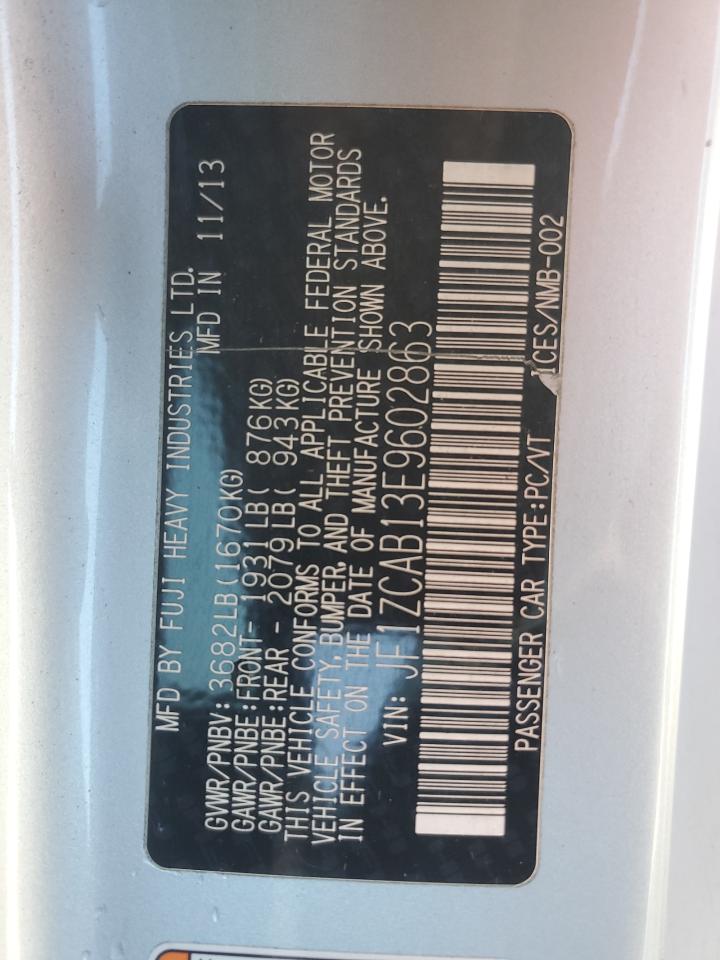 MFD BY FUJI HEAVY INDUSTRIES LTD.
MFD IN 11/13
GVWR/PNBV: 3682LB(1670KG)
GAWR/PNBE:FRONT- 1931LB( 876KG)
GAWR/PNBE:REAR - 2079LB( 943KG)
THIS VEHICLE CONFORMS TO ALL APPLICABLE FEDERAL MOTOR
VEHICLE SAFETY, BUMPER, AND THEFT PREVENTION STANDARDS
IN EFFECT ON THE DATE OF MANUFACTURE SHOWN ABOVE.
VIN: JF1ZCAB13E9602863
PASSENGER CAR TYPE:PC/VT ICES/NMB-002